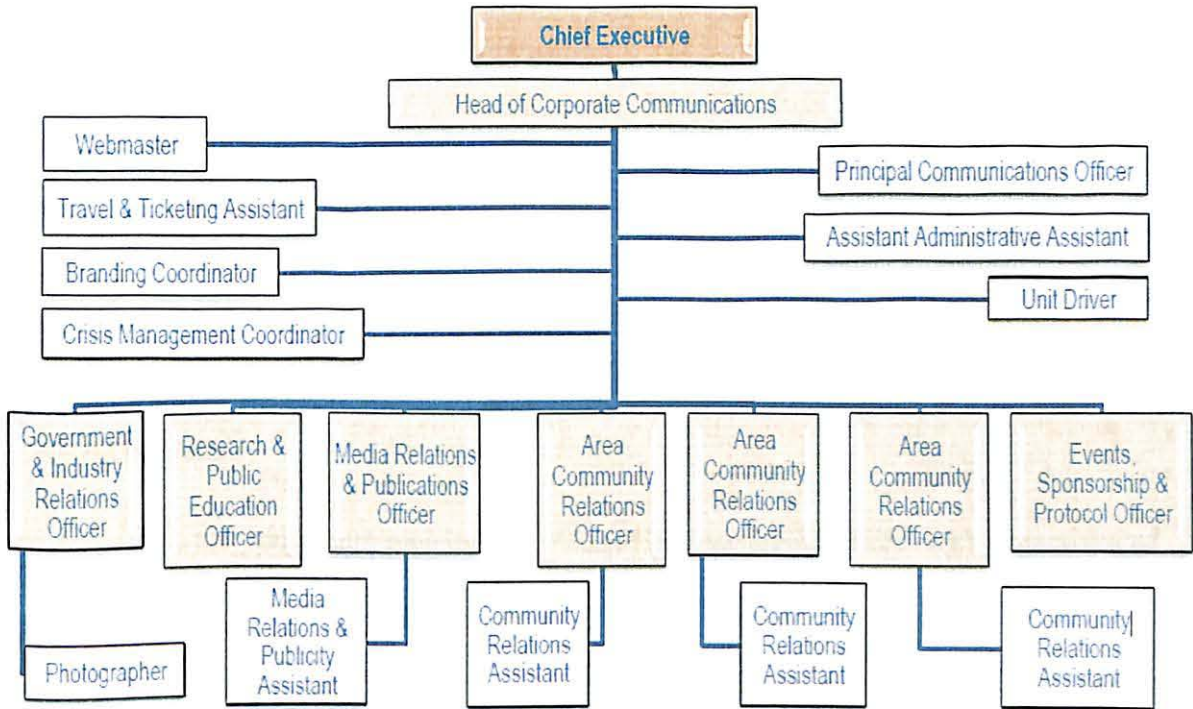 Chief Executive
Head of Corporate Communications
Webmaster
Principal Communications Officer
Travel & Ticketing Assistant
Assistant Administrative Assistant
Branding Coordinator
Unit Driver
Crisis Management Coordinator
Government
& Industry
Relations
Officer
Research &
Public
Education
Officer
Media Relations
& Publications
Officer
Area
Community
Relations
Officer
Area
Community
Relations
Officer
Area
Community
Relations
Officer
Events,
Sponsorship &
Protocol Officer
Photographer
Media
Relations &
Publicity
Assistant
Community
Relations
Assistant
Community
Relations
Assistant
Community
Relations
Assistant